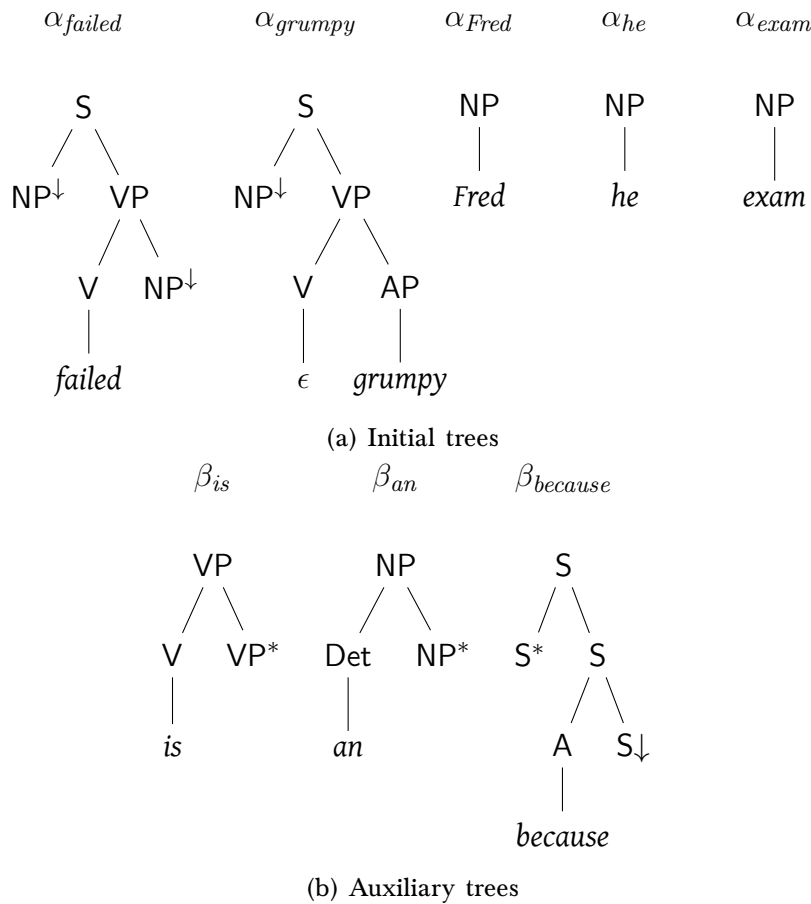 α_failed α_grumpy α_Fred α_he α_exam
S S NP NP NP
NP↓ VP NP↓ VP Fred he exam
V NP↓ V AP
failed ϵ grumpy
(a) Initial trees
β_is β_an β_because
VP NP S
V VP* Det NP* S* S
is an A S↓
because
(b) Auxiliary trees